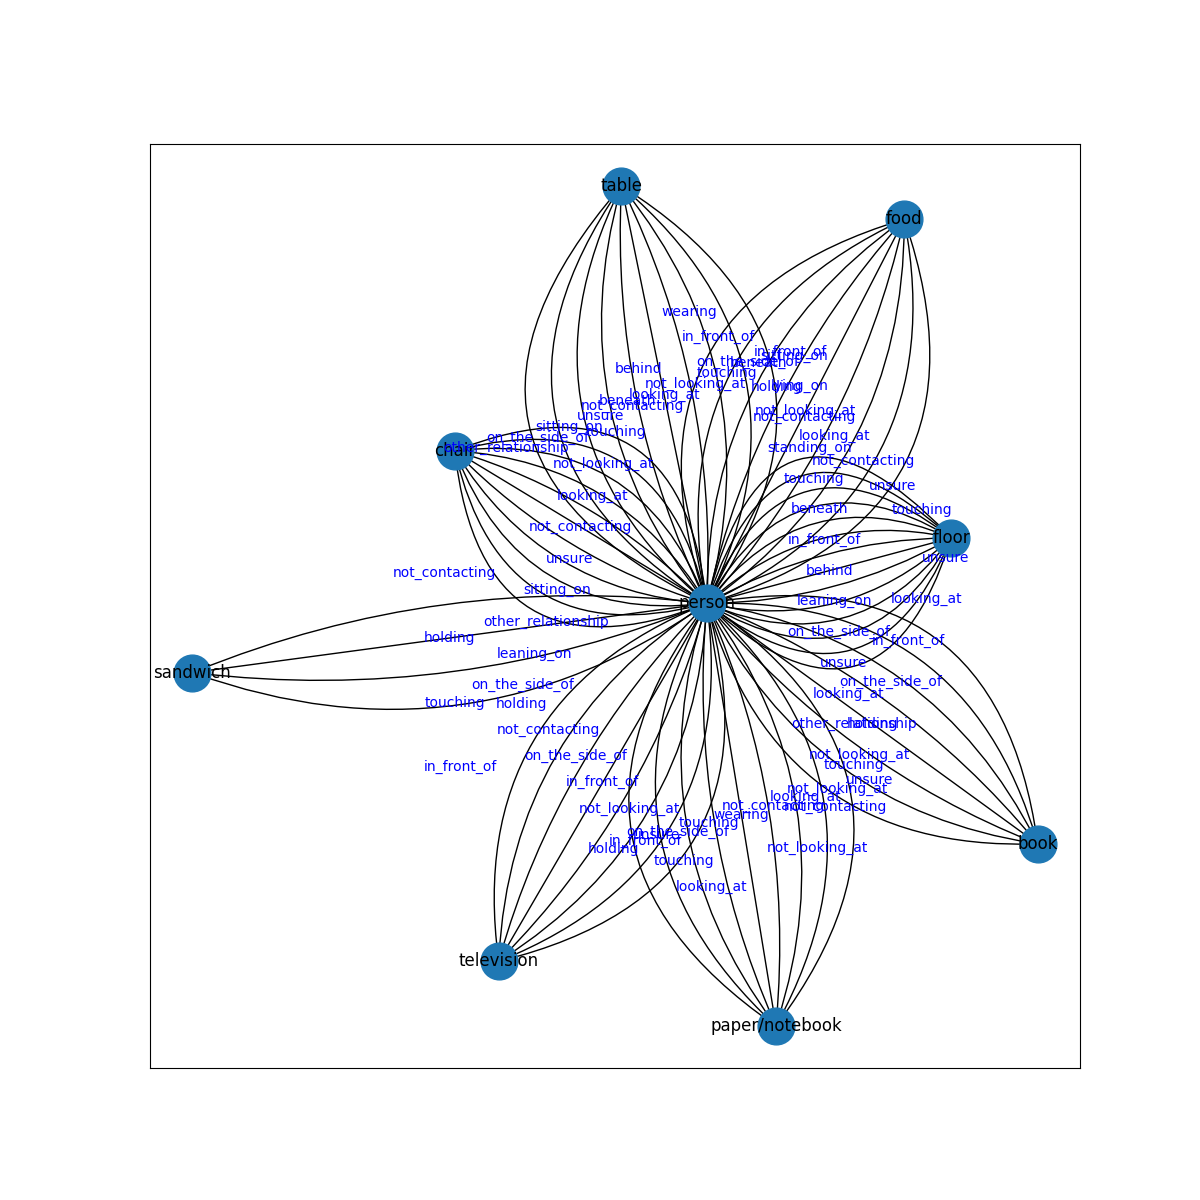 table
food
wearing
in_front_of
in_front_of
sitting_on
on_the_side_of
beneath
behind
touching
not_looking_at
holding
lying_on
looking_at
beneath
not_contacting
not_looking_at
unsure
not_contacting
sitting_on
touching
looking_at
on_the_side_of
other_relationship
standing_on
chair
not_looking_at
not_contacting
touching
unsure
looking_at
beneath
touching
not_contacting
in_front_of
floor
unsure
unsure
not_contacting
behind
sitting_on
leaning_on
looking_at
person
other_relationship
on_the_side_of
holding
in_front_of
leaning_on
unsure
sandwich
on_the_side_of
on_the_side_of
looking_at
touching
holding
other_relationship
holding
not_contacting
on_the_side_of
not_looking_at
in_front_of
touching
in_front_of
unsure
not_looking_at
looking_at
not_looking_at
not_contacting
not_contacting
wearing
touching
on_the_side_of
unsure
in_front_of
holding
not_looking_at
book
touching
looking_at
television
paper/notebook